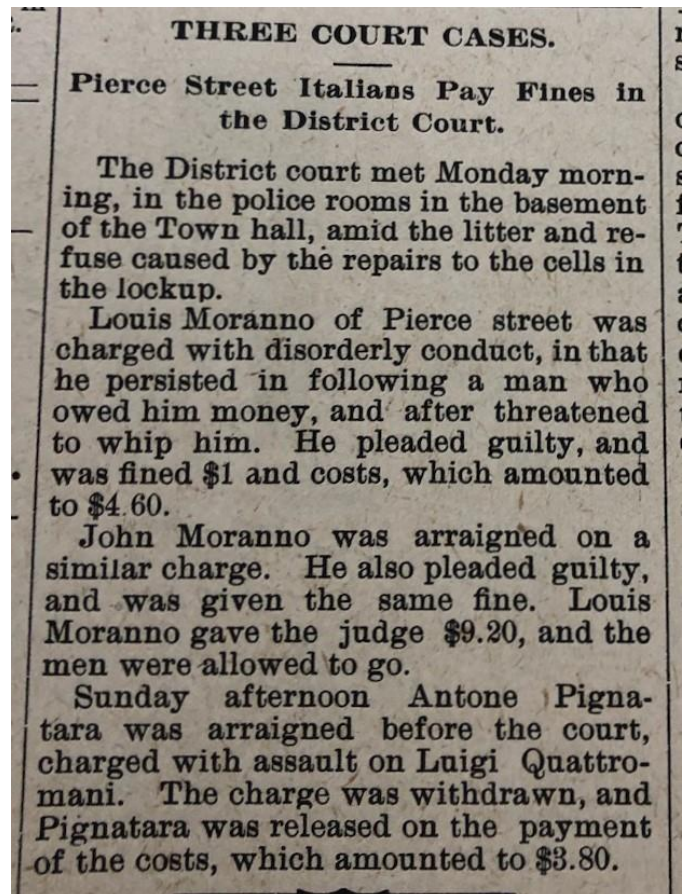 THREE COURT CASES.
Pierce Street Italians Pay Fines in
the District Court.
The District court met Monday morn-
ing, in the police rooms in the basement
of the Town hall, amid the litter and re-
fuse caused by the repairs to the cells in
the lockup.
Louis Moranno of Pierce street was
charged with disorderly conduct, in that
he persisted in following a man who
owed him money, and after threatened
to whip him. He pleaded guilty, and
was fined $1 and costs, which amounted
to $4.60.
John Moranno was arraigned on a
similar charge. He also pleaded guilty,
and was given the same fine. Louis
Moranno gave the judge $9.20, and the
men were allowed to go.
Sunday afternoon Antone Pigna-
tara was arraigned before the court,
charged with assault on Luigi Quattro-
mani. The charge was withdrawn, and
Pignatara was released on the payment
of the costs, which amounted to $3.80.